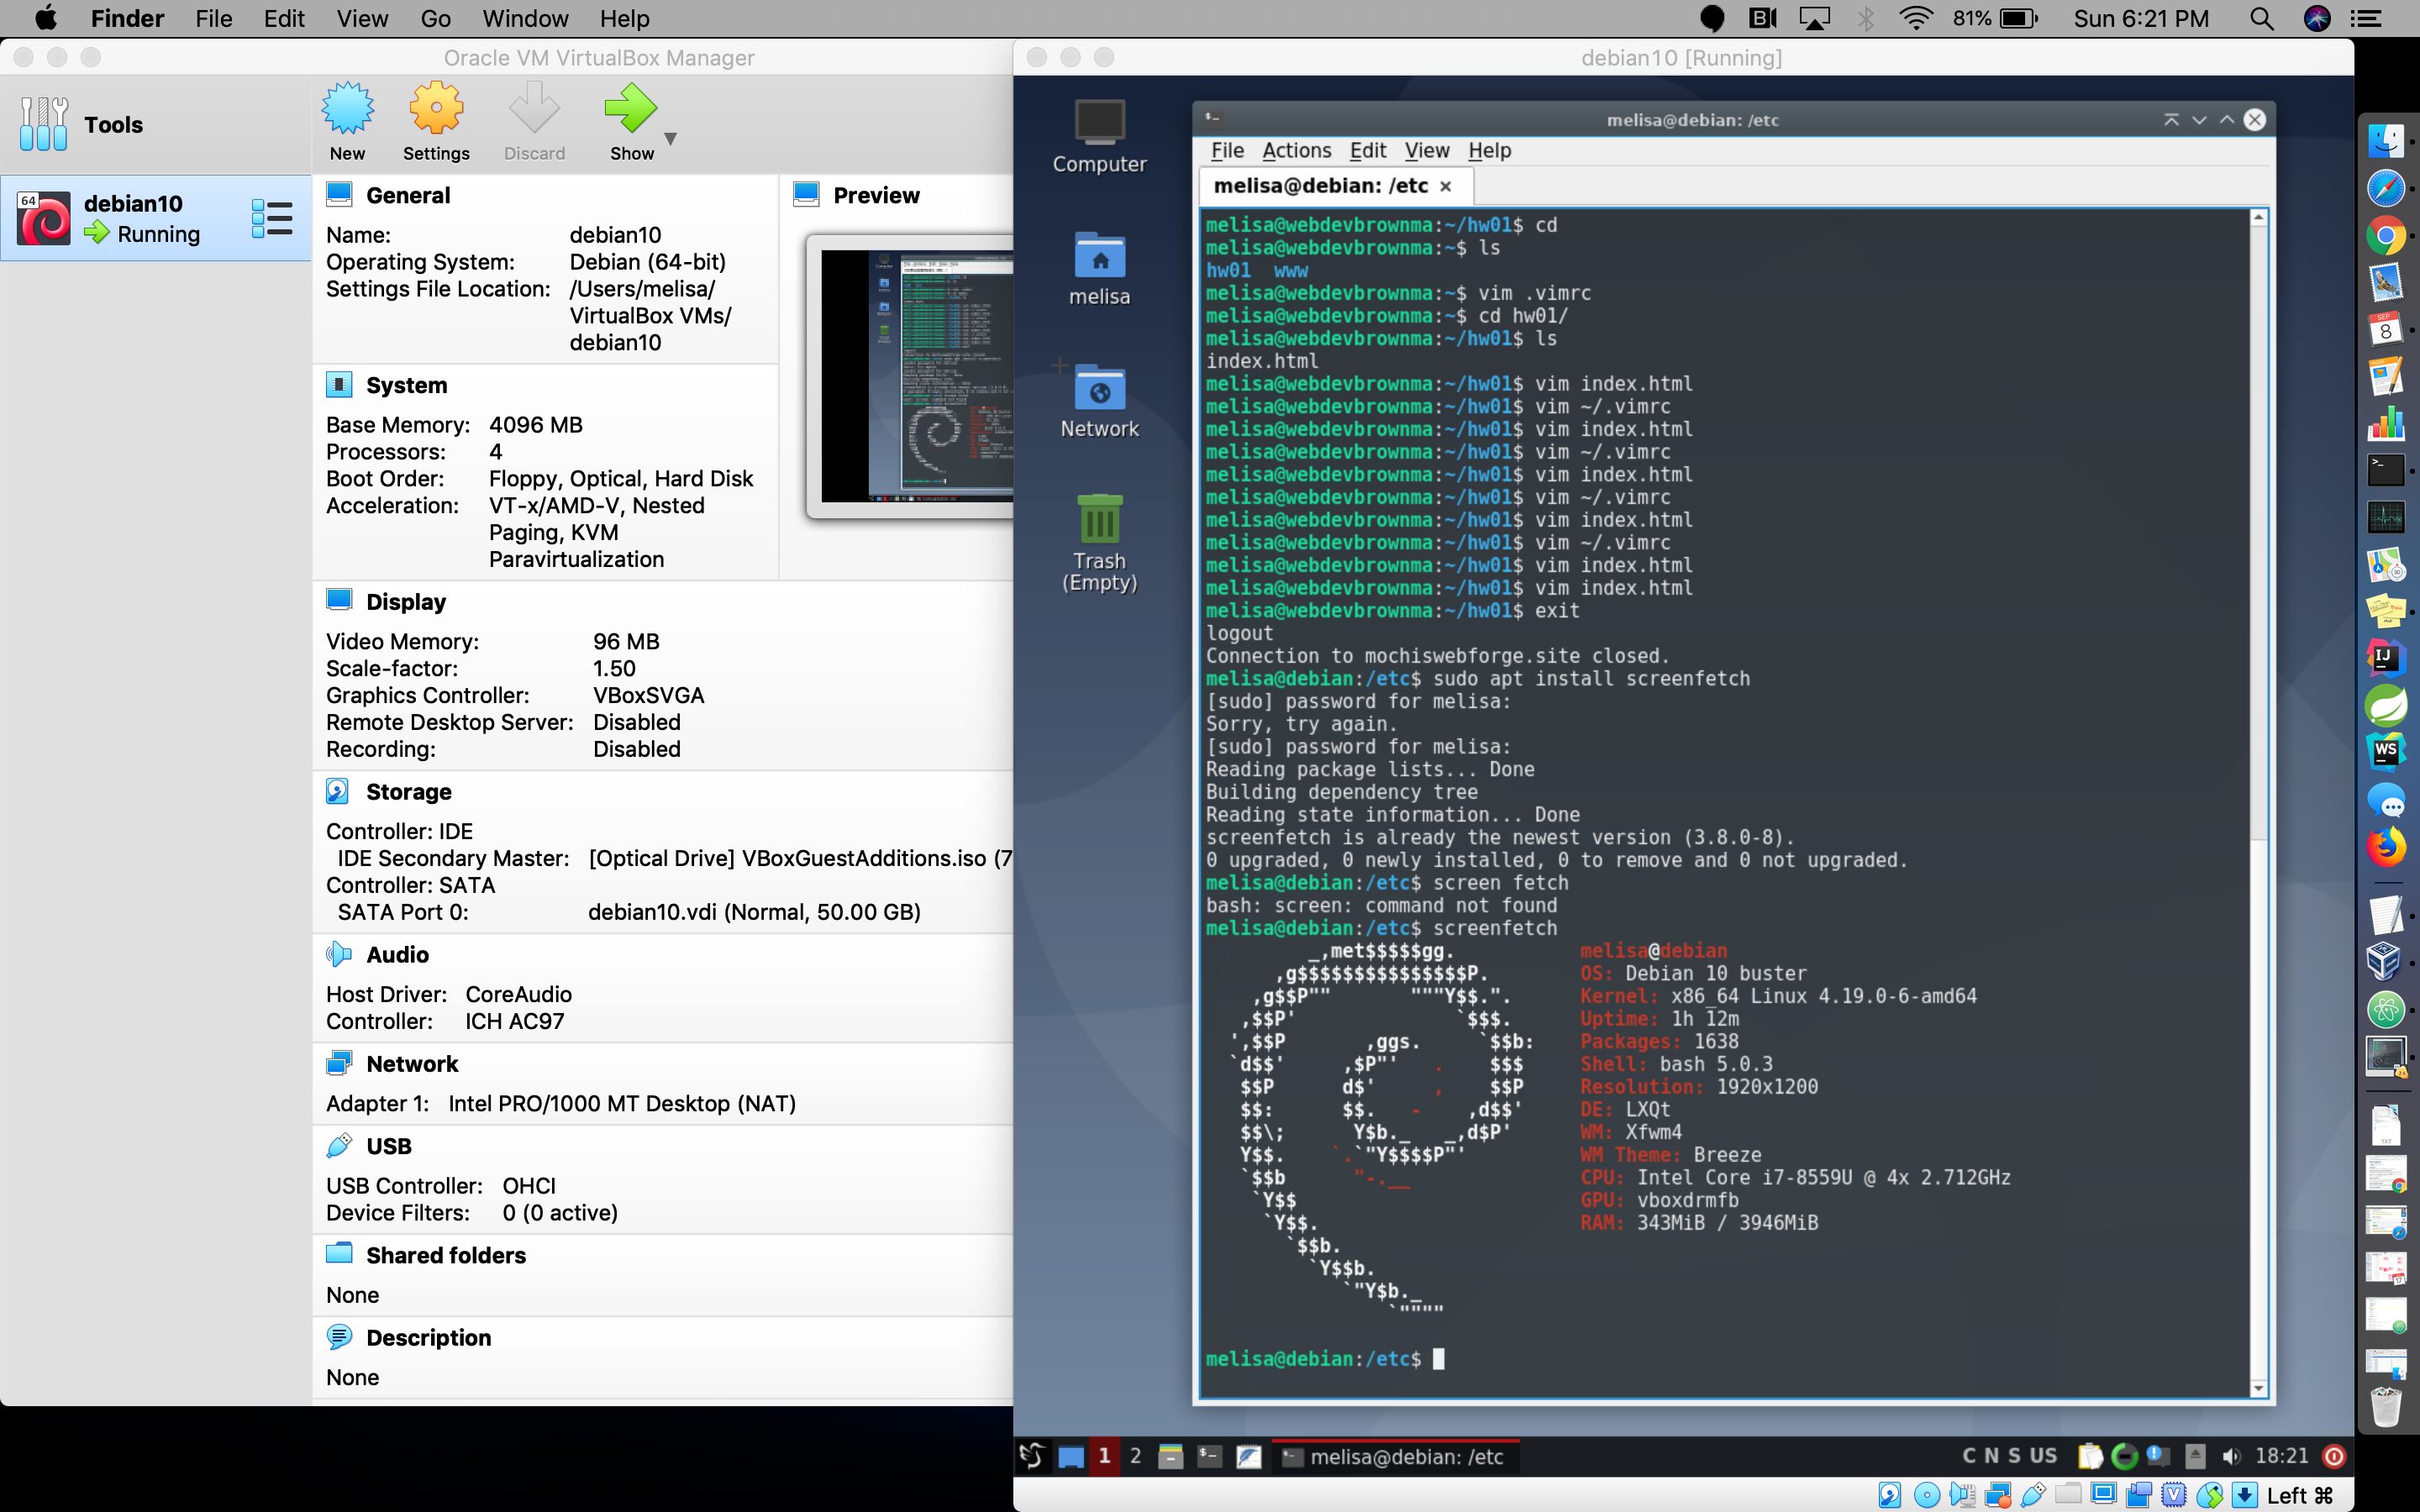 Finder File Edit View Go Window Help
81% Sun 6:21 PM
Oracle VM VirtualBox Manager
Tools
New Settings Discard Show
64
debian10
Running
General
Name: debian10
Operating System: Debian (64-bit)
Settings File Location: /Users/melisa/
VirtualBox VMs/
debian10
Preview
System
Base Memory: 4096 MB
Processors: 4
Boot Order: Floppy, Optical, Hard Disk
Acceleration: VT-x/AMD-V, Nested
Paging, KVM
Paravirtualization
Display
Video Memory: 96 MB
Scale-factor: 1.50
Graphics Controller: VBoxSVGA
Remote Desktop Server: Disabled
Recording: Disabled
Storage
Controller: IDE
IDE Secondary Master: [Optical Drive] VBoxGuestAdditions.iso (7
Controller: SATA
SATA Port 0: debian10.vdi (Normal, 50.00 GB)
Audio
Host Driver: CoreAudio
Controller: ICH AC97
Network
Adapter 1: Intel PRO/1000 MT Desktop (NAT)
USB
USB Controller: OHCI
Device Filters: 0 (0 active)
Shared folders
None
Description
None
debian10 [Running]
Computer
melisa
Network
Trash
(Empty)
melisa@debian: /etc
File Actions Edit View Help
melisa@debian: /etc ×
melisa@webdevbrownma:~/hw01$ cd
melisa@webdevbrownma:~$ ls
hw01  www
melisa@webdevbrownma:~$ vim .vimrc
melisa@webdevbrownma:~$ cd hw01/
melisa@webdevbrownma:~/hw01$ ls
index.html
melisa@webdevbrownma:~/hw01$ vim index.html
melisa@webdevbrownma:~/hw01$ vim ~/.vimrc
melisa@webdevbrownma:~/hw01$ vim index.html
melisa@webdevbrownma:~/hw01$ vim ~/.vimrc
melisa@webdevbrownma:~/hw01$ vim index.html
melisa@webdevbrownma:~/hw01$ vim ~/.vimrc
melisa@webdevbrownma:~/hw01$ vim index.html
melisa@webdevbrownma:~/hw01$ vim ~/.vimrc
melisa@webdevbrownma:~/hw01$ vim index.html
melisa@webdevbrownma:~/hw01$ vim index.html
melisa@webdevbrownma:~/hw01$ exit
logout
Connection to mochiswebforge.site closed.
melisa@debian:/etc$ sudo apt install screenfetch
[sudo] password for melisa:
Sorry, try again.
[sudo] password for melisa:
Reading package lists... Done
Building dependency tree
Reading state information... Done
screenfetch is already the newest version (3.8.0-8).
0 upgraded, 0 newly installed, 0 to remove and 0 not upgraded.
melisa@debian:/etc$ screen fetch
bash: screen: command not found
melisa@debian:/etc$ screenfetch
_,met$$$$$gg. melisa@debian
,g$$$$$$$$$$$$$$$P. OS: Debian 10 buster
,g$$P"" """Y$$.". Kernel: x86_64 Linux 4.19.0-6-amd64
,$$P' `$$$. Uptime: 1h 12m
',$$P ,ggs. `$$b: Packages: 1638
`d$$' ,$P"' . $$$ Shell: bash 5.0.3
$$P d$' , $$P Resolution: 1920x1200
$$: $$. - ,d$$' DE: LXQt
$$\; Y$b._ _,d$P' WM: Xfwm4
Y$$. `.`"Y$$$$P"' WM Theme: Breeze
`$$b "-.__ CPU: Intel Core i7-8559U @ 4x 2.712GHz
`Y$$ GPU: vboxdrmfb
`Y$$. RAM: 343MiB / 3946MiB
`$$b.
`Y$$b.
`"Y$b._
`""""
melisa@debian:/etc$
1 2 melisa@debian: /etc C N S US 18:21
Left ⌘